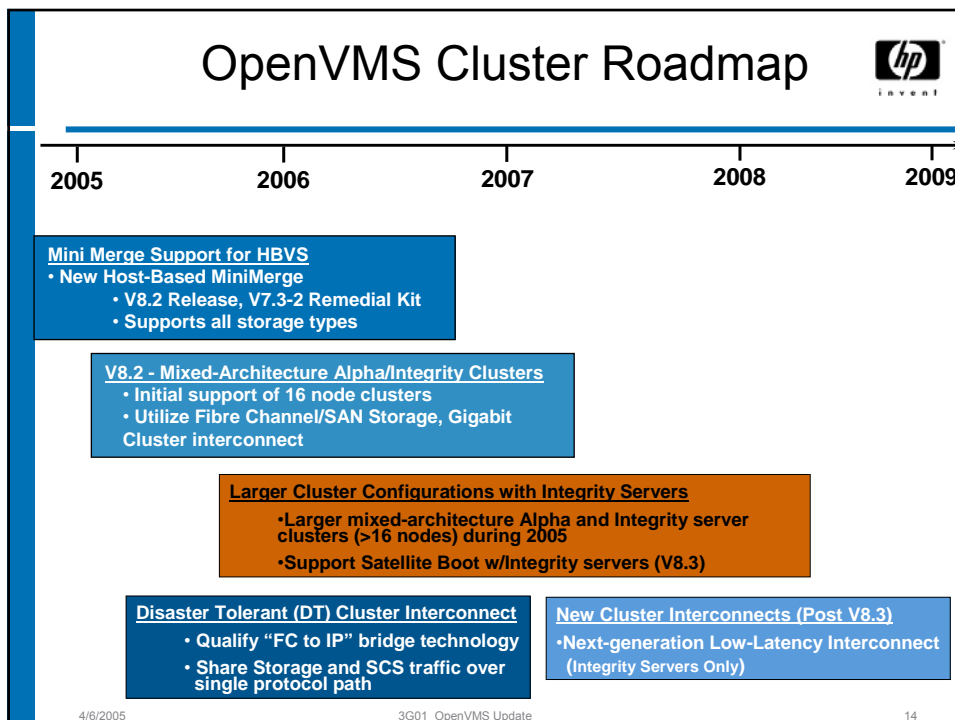 OpenVMS Cluster Roadmap
hp
invent
2005 2006 2007 2008 2009
Mini Merge Support for HBVS
• New Host-Based MiniMerge
• V8.2 Release, V7.3-2 Remedial Kit
• Supports all storage types
V8.2 - Mixed-Architecture Alpha/Integrity Clusters
• Initial support of 16 node clusters
• Utilize Fibre Channel/SAN Storage, Gigabit
Cluster interconnect
Larger Cluster Configurations with Integrity Servers
•Larger mixed-architecture Alpha and Integrity server
clusters (>16 nodes) during 2005
•Support Satellite Boot w/Integrity servers (V8.3)
Disaster Tolerant (DT) Cluster Interconnect
• Qualify “FC to IP” bridge technology
• Share Storage and SCS traffic over
single protocol path
New Cluster Interconnects (Post V8.3)
•Next-generation Low-Latency Interconnect
(Integrity Servers Only)
4/6/2005 3G01 OpenVMS Update 14